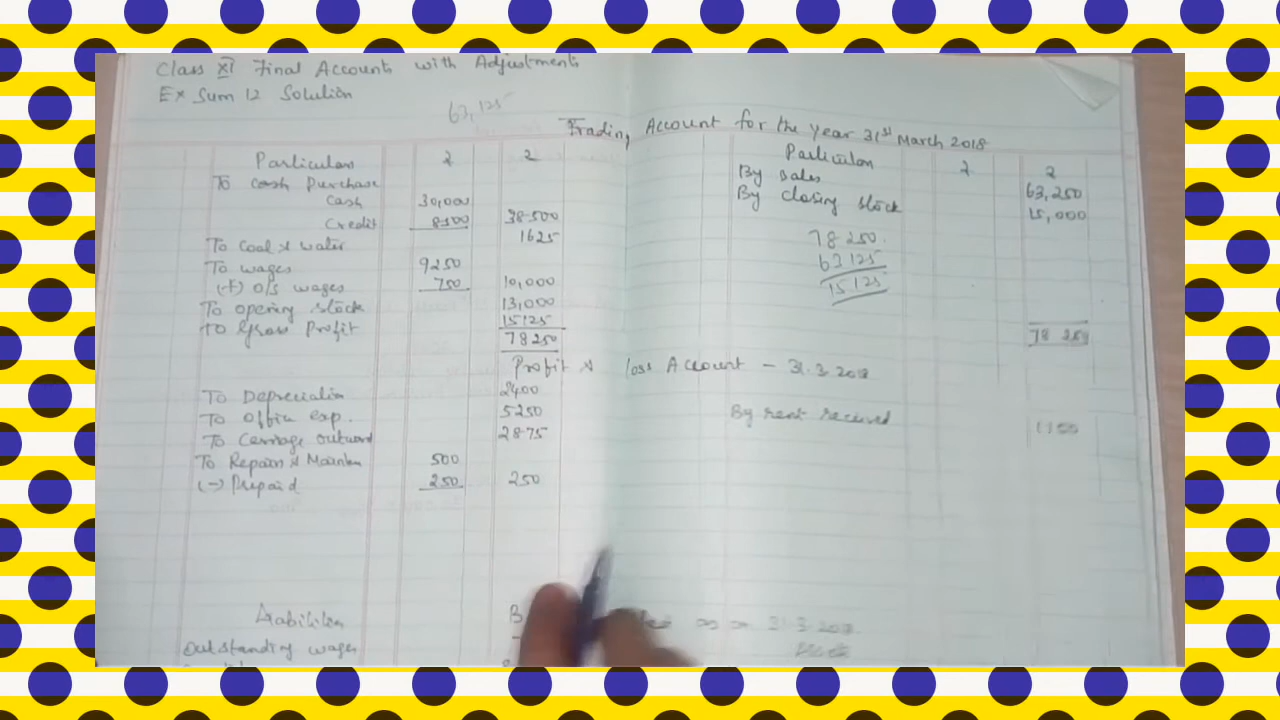 Class XI Final Accounts with Adjustments
Ex Sum 12 Solution
63,125
Trading Account for the year 31st March 2018
Particulars ₹ ₹ Particulars ₹ ₹
To Cash Purchase By Sales 63,250
Cash 30,000 By Closing Stock 15,000
Credit 8500 38500
To Coal & water 1625 78250
To wages 9250 63125
(+) O/S wages 750 10,000 15125
To Opening Stock 13,000
To Gross Profit 15125
78250 78250
Profit & loss Account - 31.3.2018
To Depreciation 2400
To Office Exp. 5250 By rent received
To Carriage outward 2875
To Repairs & Mainten 500
(-) Prepaid 250 250
Liabilities B 31.3.2018
Outstanding wages